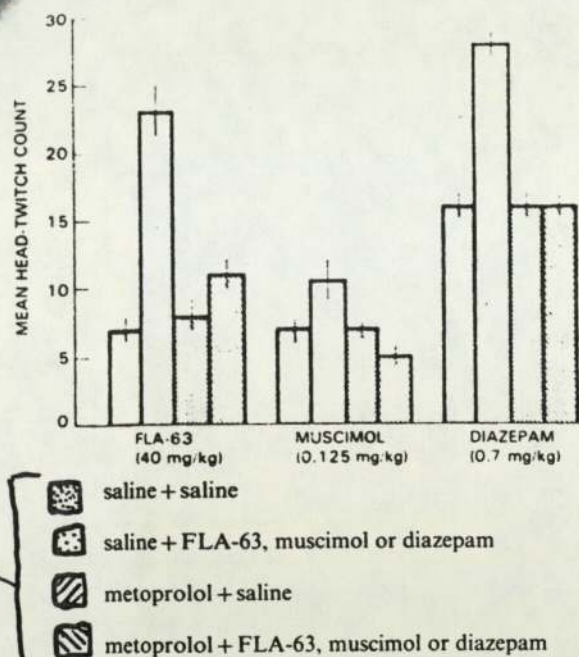 30
25
20
15
10
5
0
MEAN HEAD-TWITCH COUNT
FLA-63 MUSCIMOL DIAZEPAM
(40 mg/kg) (0.125 mg/kg) (0.7 mg/kg)
saline + saline
saline + FLA-63, muscimol or diazepam
metoprolol + saline
metoprolol + FLA-63, muscimol or diazepam